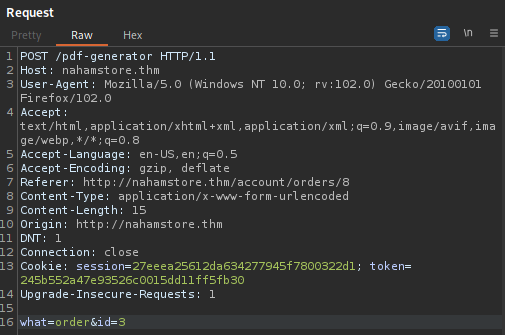 Request
Pretty Raw Hex \n
1 POST /pdf-generator HTTP/1.1
2 Host: nahamstore.thm
3 User-Agent: Mozilla/5.0 (Windows NT 10.0; rv:102.0) Gecko/20100101
Firefox/102.0
4 Accept:
text/html,application/xhtml+xml,application/xml;q=0.9,image/avif,ima
ge/webp,*/*;q=0.8
5 Accept-Language: en-US,en;q=0.5
6 Accept-Encoding: gzip, deflate
7 Referer: http://nahamstore.thm/account/orders/8
8 Content-Type: application/x-www-form-urlencoded
9 Content-Length: 15
10 Origin: http://nahamstore.thm
11 DNT: 1
12 Connection: close
13 Cookie: session=27eeea25612da634277945f7800322d1; token=
245b552a47e93526c0015dd11ff5fb30
14 Upgrade-Insecure-Requests: 1
15
16 what=order&id=3